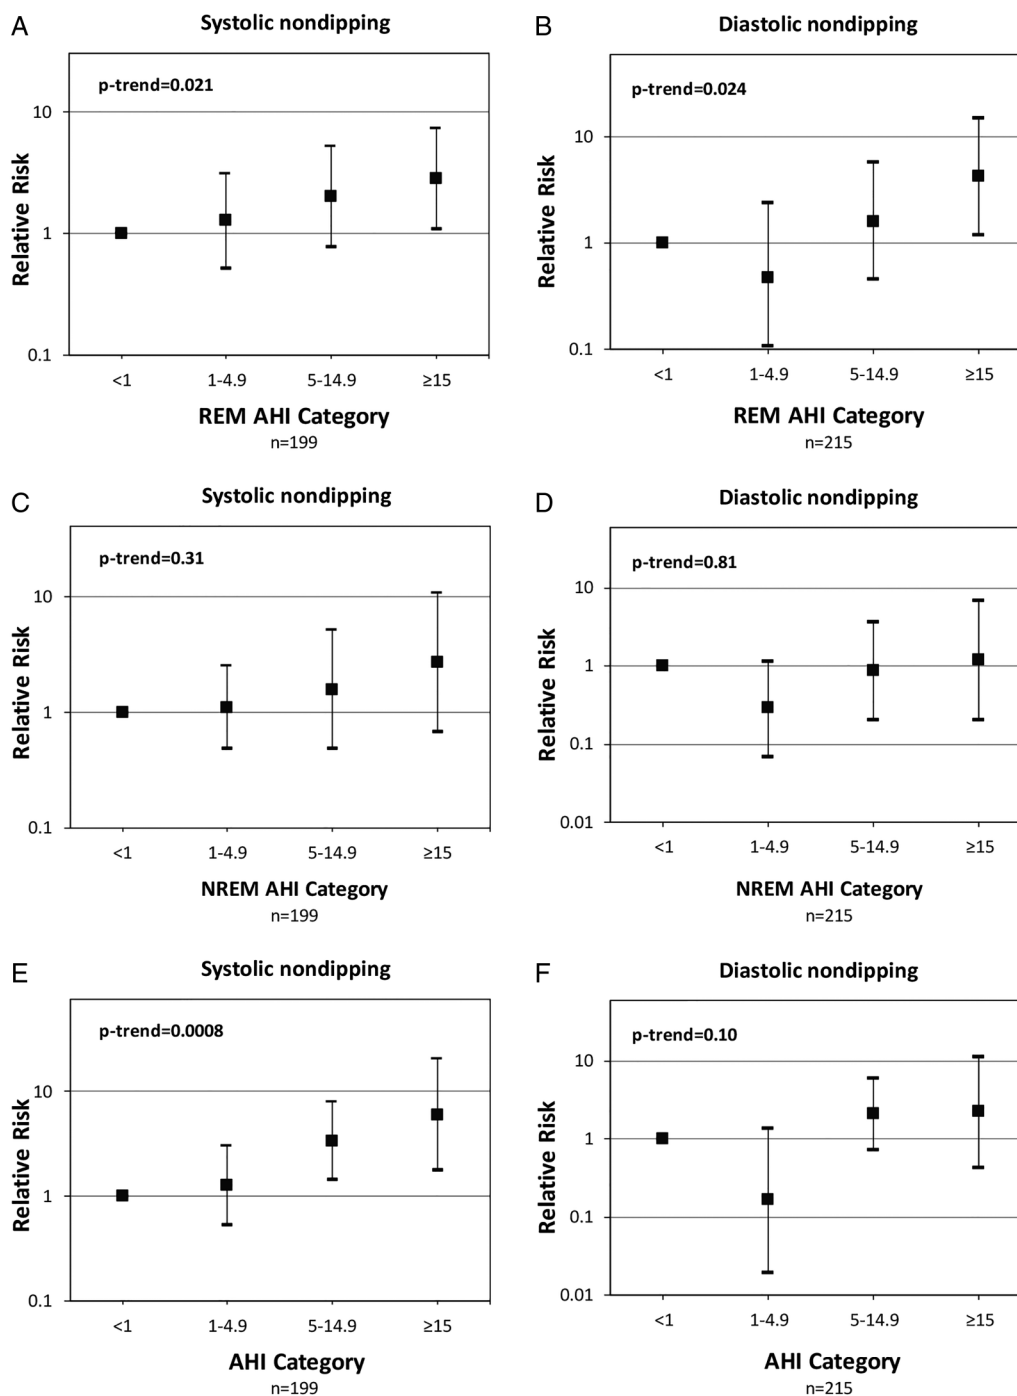 A
Systolic nondipping
p-trend=0.021
10
1
0.1
Relative Risk
<1 1-4.9 5-14.9 ≥15
REM AHI Category
n=199
B
Diastolic nondipping
p-trend=0.024
10
1
0.1
Relative Risk
<1 1-4.9 5-14.9 ≥15
REM AHI Category
n=215
C
Systolic nondipping
p-trend=0.31
10
1
0.1
Relative Risk
<1 1-4.9 5-14.9 ≥15
NREM AHI Category
n=199
D
Diastolic nondipping
p-trend=0.81
10
1
0.1
0.01
Relative Risk
<1 1-4.9 5-14.9 ≥15
NREM AHI Category
n=215
E
Systolic nondipping
p-trend=0.0008
10
1
0.1
Relative Risk
<1 1-4.9 5-14.9 ≥15
AHI Category
n=199
F
Diastolic nondipping
p-trend=0.10
10
1
0.1
0.01
Relative Risk
<1 1-4.9 5-14.9 ≥15
AHI Category
n=215